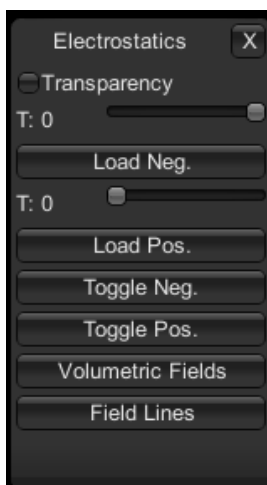 Electrostatics X
Transparency
T: 0
Load Neg.
T: 0
Load Pos.
Toggle Neg.
Toggle Pos.
Volumetric Fields
Field Lines